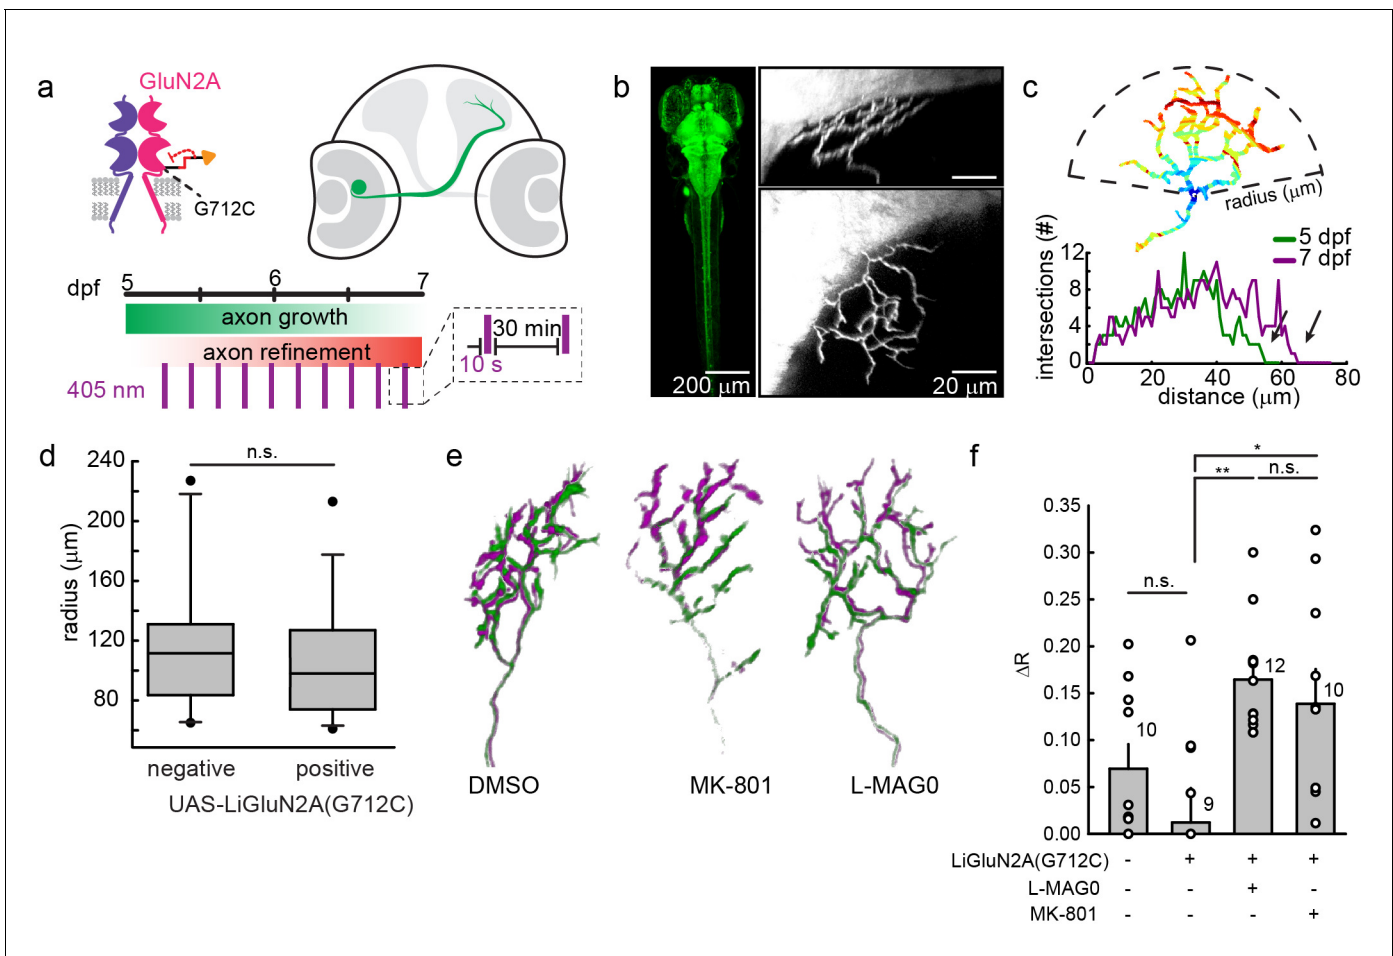 a
GluN2A
G712C
dpf
5 6 7
axon growth
axon refinement
405 nm
30 min
10 s
b
200 μm
20 μm
c
radius (μm)
5 dpf
7 dpf
intersections (#)
12
8
4
0
0 20 40 60 80
distance (μm)
d
n.s.
radius (μm)
240
200
160
120
80
negative positive
UAS-LiGluN2A(G712C)
e
DMSO MK-801 L-MAG0
f
*
** n.s.
n.s.
ΔR
0.35
0.30
0.25
0.20
0.15
0.10
0.05
0.00
10
9
12
10
LiGluN2A(G712C) - + + +
L-MAG0 - - + -
MK-801 - - - +